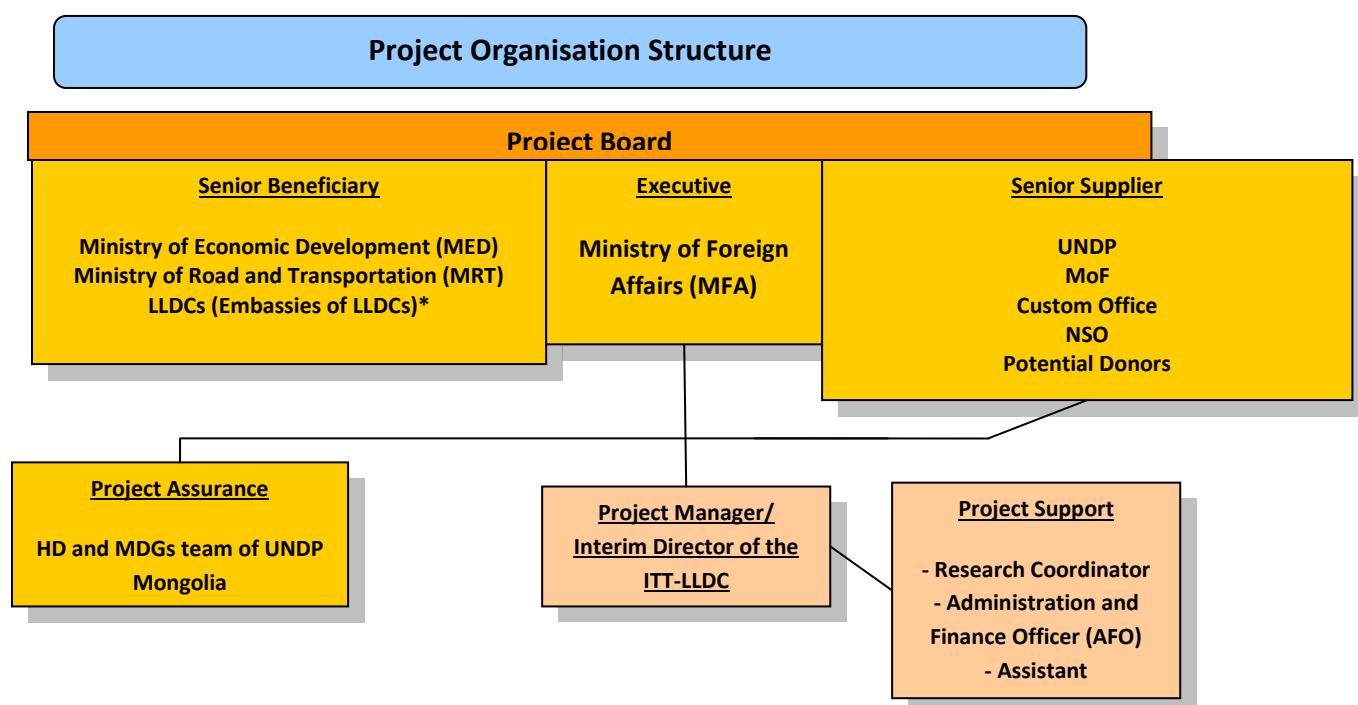 Project Organisation Structure
Project Board
Senior Beneficiary
Ministry of Economic Development (MED)
Ministry of Road and Transportation (MRT)
LLDCs (Embassies of LLDCs)*
Executive
Ministry of Foreign
Affairs (MFA)
Senior Supplier
UNDP
MoF
Custom Office
NSO
Potential Donors
Project Assurance
HD and MDGs team of UNDP
Mongolia
Project Manager/
Interim Director of the
ITT-LLDC
Project Support
- Research Coordinator
- Administration and
Finance Officer (AFO)
- Assistant